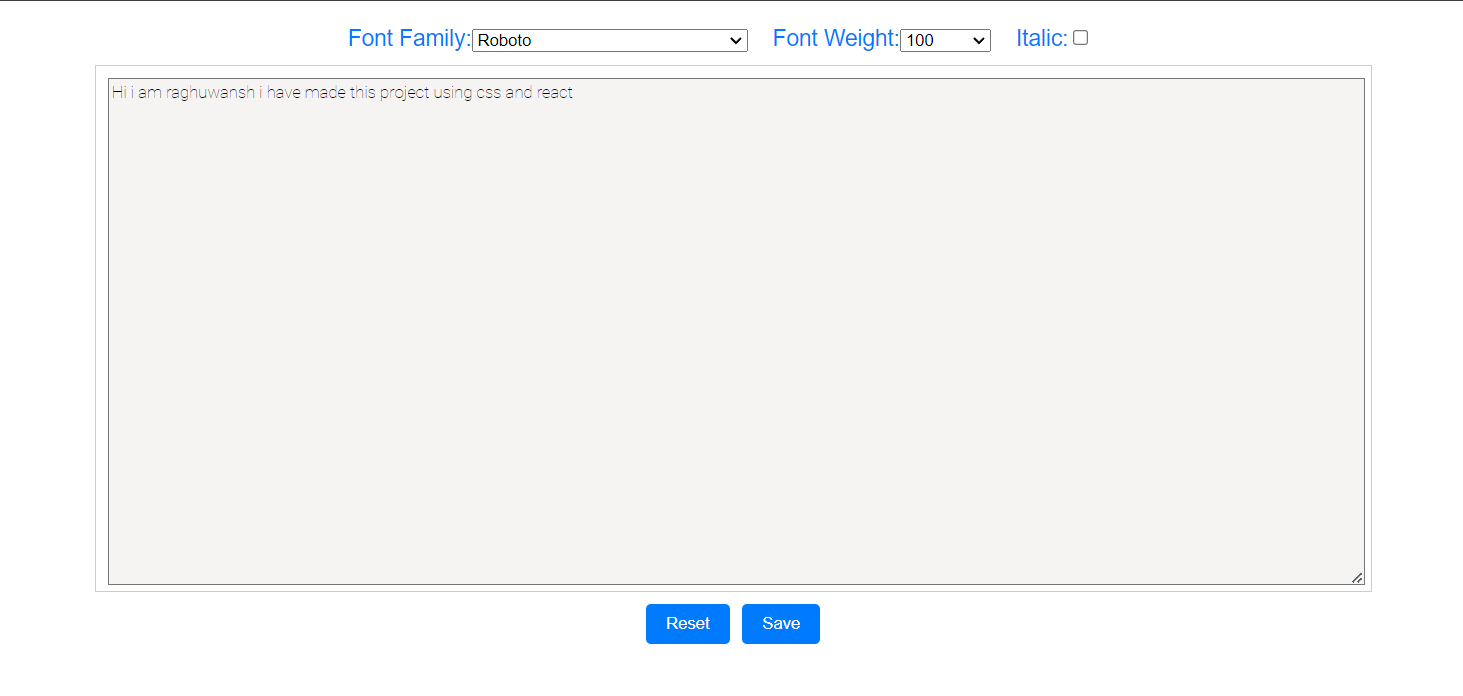 Font Family: Roboto Font Weight: 100 Italic:
Hi i am raghuwansh i have made this project using css and react
Reset Save